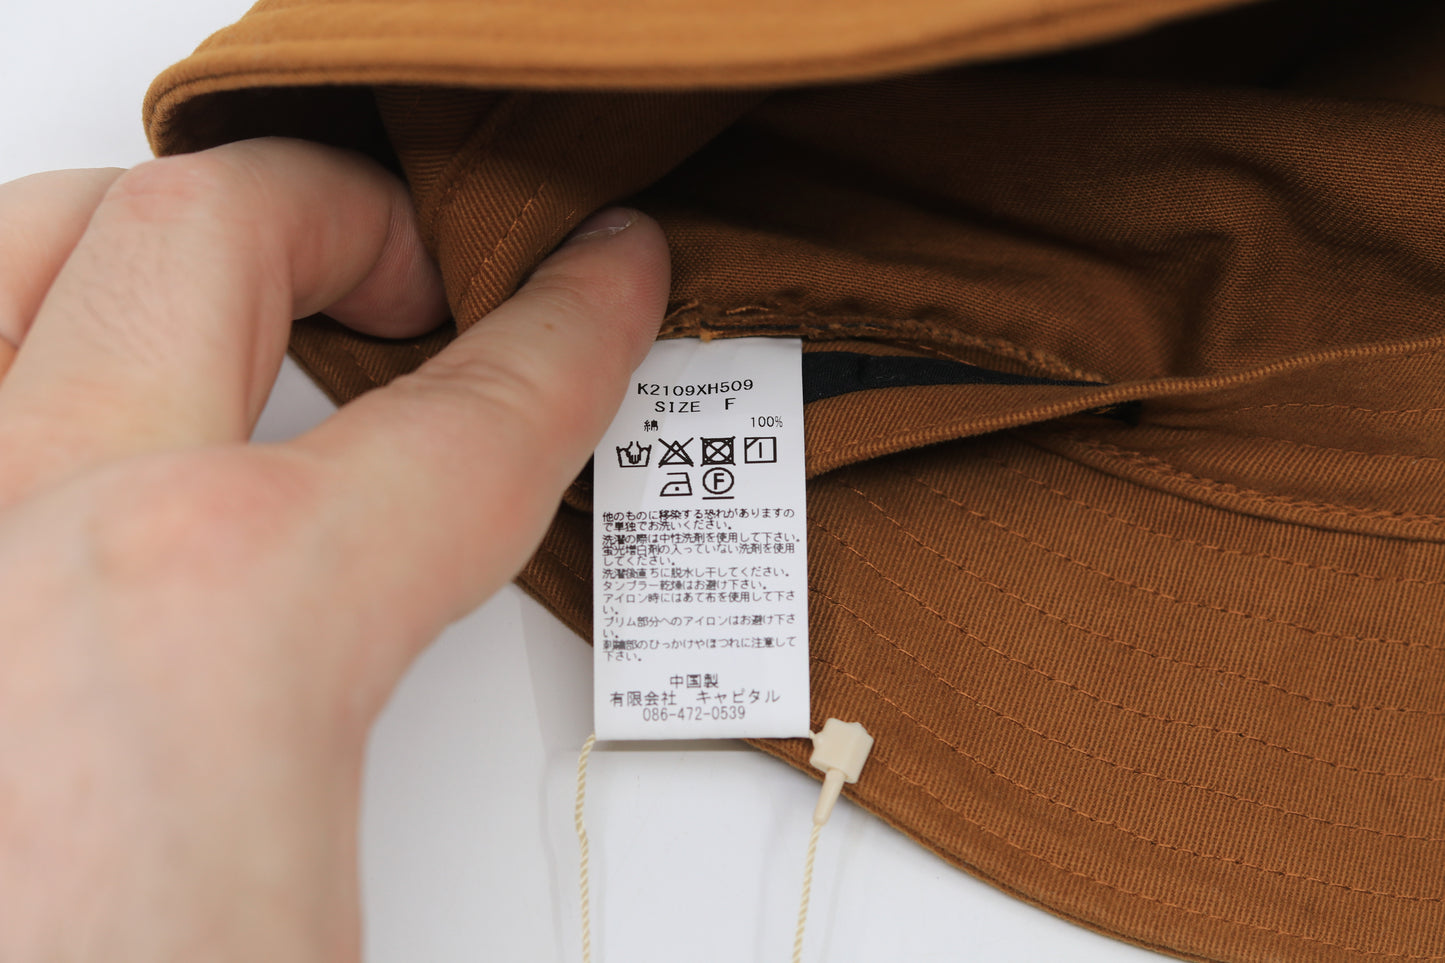 K2109XH509
SIZE F
綿 100%
F
他のものに移染する恐れがありますの
で単独でお洗いください。
洗濯の際は中性洗剤を使用して下さい。
蛍光増白剤の入っていない洗剤を使用
してください。
洗濯後直ちに脱水し干してください。
タンブラー乾燥はお避け下さい。
アイロン時にはあて布を使用して下さ
い。
ブリム部分へのアイロンはお避け下さ
い。
刺繍部のひっかけやほつれに注意して
下さい。
中国製
有限会社 キャピタル
086-472-0539